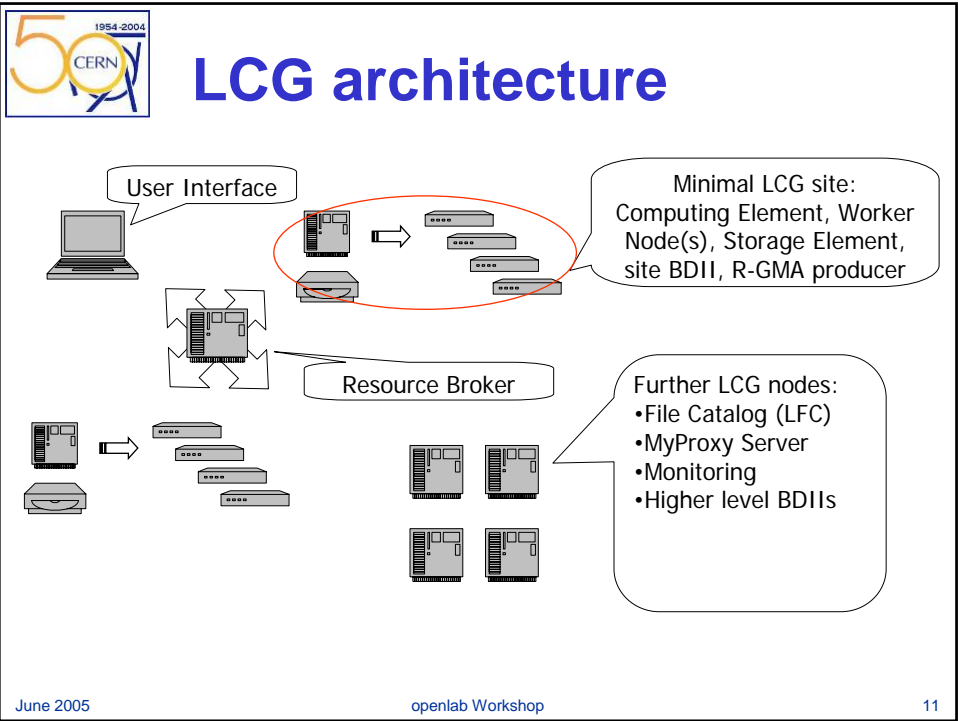 1954-2004
50
CERN
LCG architecture
User Interface
Minimal LCG site:
Computing Element, Worker
Node(s), Storage Element,
site BDII, R-GMA producer
Resource Broker
Further LCG nodes:
•File Catalog (LFC)
•MyProxy Server
•Monitoring
•Higher level BDIIs
June 2005
openlab Workshop
11